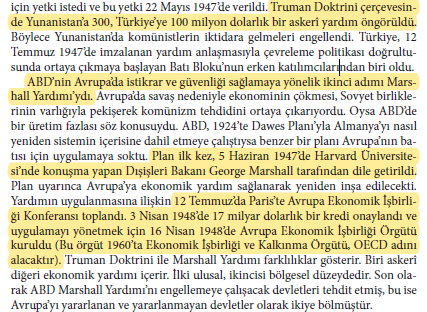 için yetki istedi ve bu yetki 22 Mayıs 1947'de verildi. Truman Doktrini çerçevesin-
de Yunanistan'a 300, Türkiye'ye 100 milyon dolarlık bir askerî yardım öngörüldü.
Böylece Yunanistan'da komünistlerin iktidara gelmeleri engellendi. Türkiye, 12
Temmuz 1947'de imzalanan yardım anlaşmasıyla çevreleme politikası doğrultu-
sunda ortaya çıkmaya başlayan Batı Bloku'nun erken katılımcılarından biri oldu.
ABD'nin Avrupa'da istikrar ve güvenliği sağlamaya yönelik ikinci adımı Mars-
hall Yardımı'ydı. Avrupa'da savaş nedeniyle ekonominin çökmesi, Sovyet birlikle-
rinin varlığıyla pekişerek komünizm tehdidini ortaya çıkarıyordu. Oysa ABD'de
bir üretim fazlası söz konusuydu. ABD, 1924'te Dawes Planı'yla Almanya'yı nasıl
yeniden sistemin içerisine dahil etmeye çalıştıysa benzer bir planı Avrupa'nın ba-
tısı için uygulamaya soktu. Plan ilk kez, 5 Haziran 1947'de Harvard Üniversite-
si'nde konuşma yapan Dışişleri Bakanı George Marshall tarafından dile getirildi.
Plan uyarınca Avrupa'ya ekonomik yardım sağlanarak yeniden inşa edilecekti.
Yardımın uygulanmasına ilişkin 12 Temmuz'da Paris'te Avrupa Ekonomik İşbirli-
ği Konferansı toplandı. 3 Nisan 1948'de 17 milyar dolarlık bir kredi onaylandı ve
uygulamayı yönetmek için 16 Nisan 1948'de Avrupa Ekonomik İşbirliği Örgütü
kuruldu (Bu örgüt 1960'ta Ekonomik İşbirliği ve Kalkınma Örgütü, OECD adını
alacaktır). Truman Doktrini ile Marshall Yardımı farklılıklar gösterir. Biri askerî
diğeri ekonomik yardımı içerir. İlki ulusal, ikincisi bölgesel düzeydedir. Son ola-
rak ABD Marshall Yardımı'nı engellemeye çalışacak devletleri tehdit etmiş, bu ise
Avrupa'yı yararlanan ve yararlanmayan devletler olarak ikiye bölmüştür.